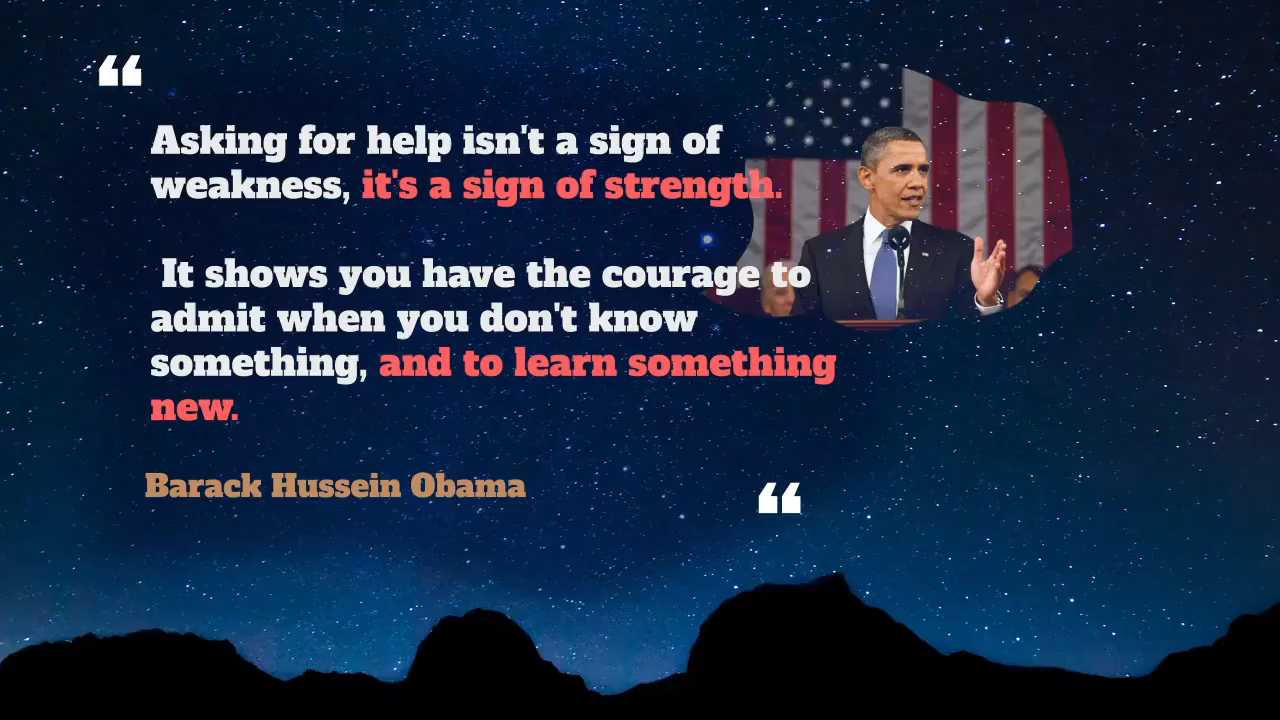 ❝
Asking for help isn't a sign of
weakness, it's a sign of strength.
It shows you have the courage to
admit when you don't know
something, and to learn something
new.
Barack Hussein Obama
❝